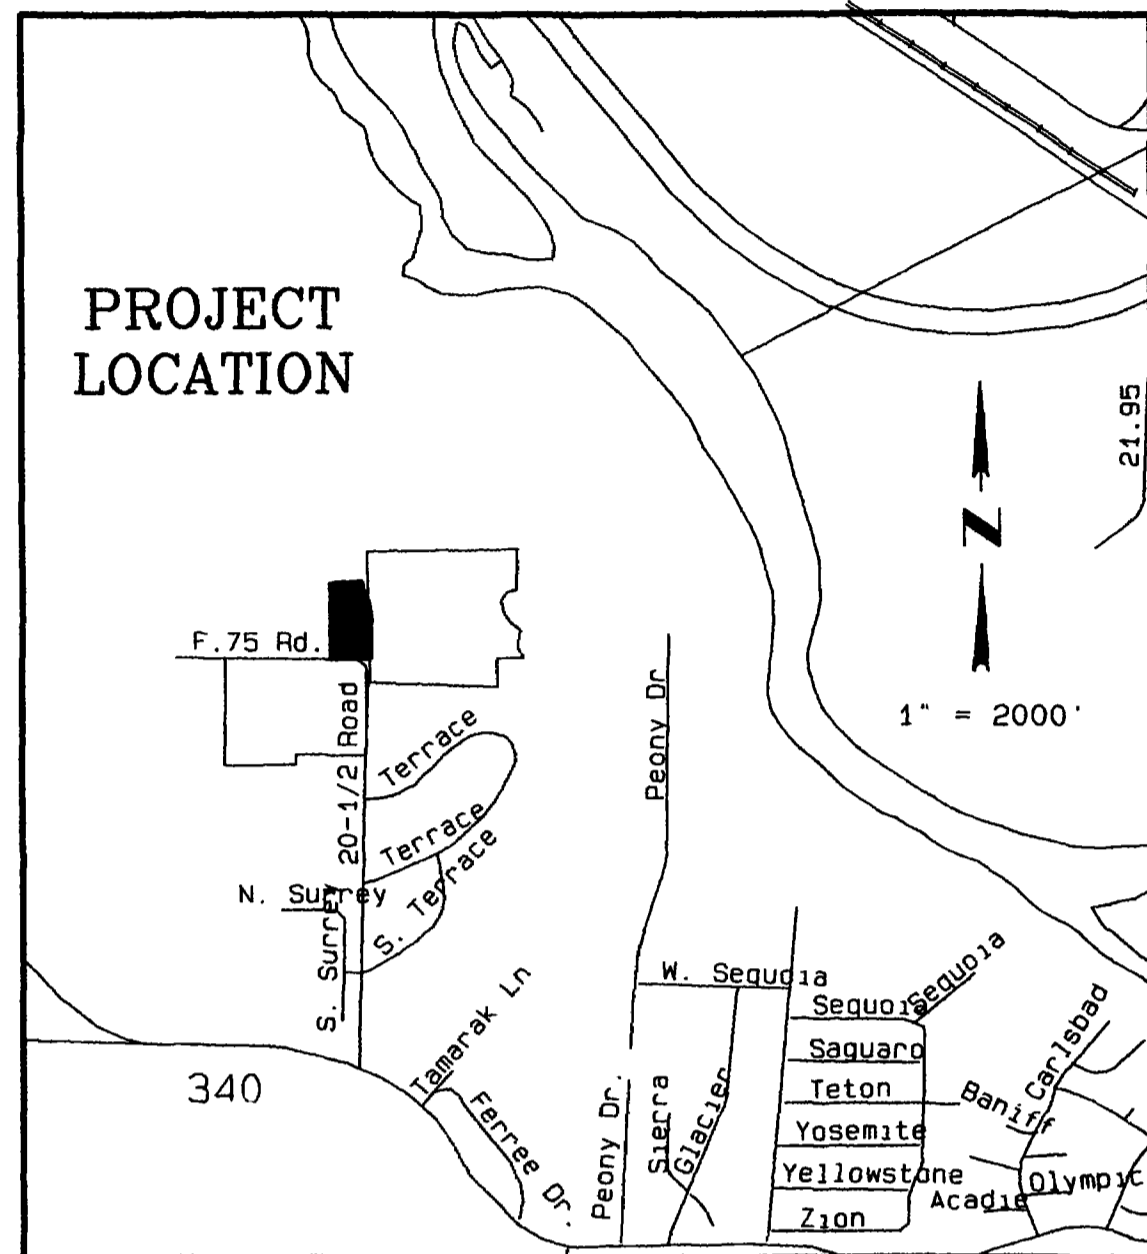 PROJECT
LOCATION
21.95
N
1" = 2000'
F.75 Rd.
20-1/2 Road
Terrace
Terrace
S. Terrace
N. Surrey
S. Surrey
Peony Dr
W. Sequoia
Sequoia
Sequoia
Saguaro
Teton
Yosemite
Yellowstone
Zion
Carlsbad
Baniff
Acadie
Olympic
Tamarak Ln
Ferree Dr.
Peony Dr.
Sierra
Glacier
340